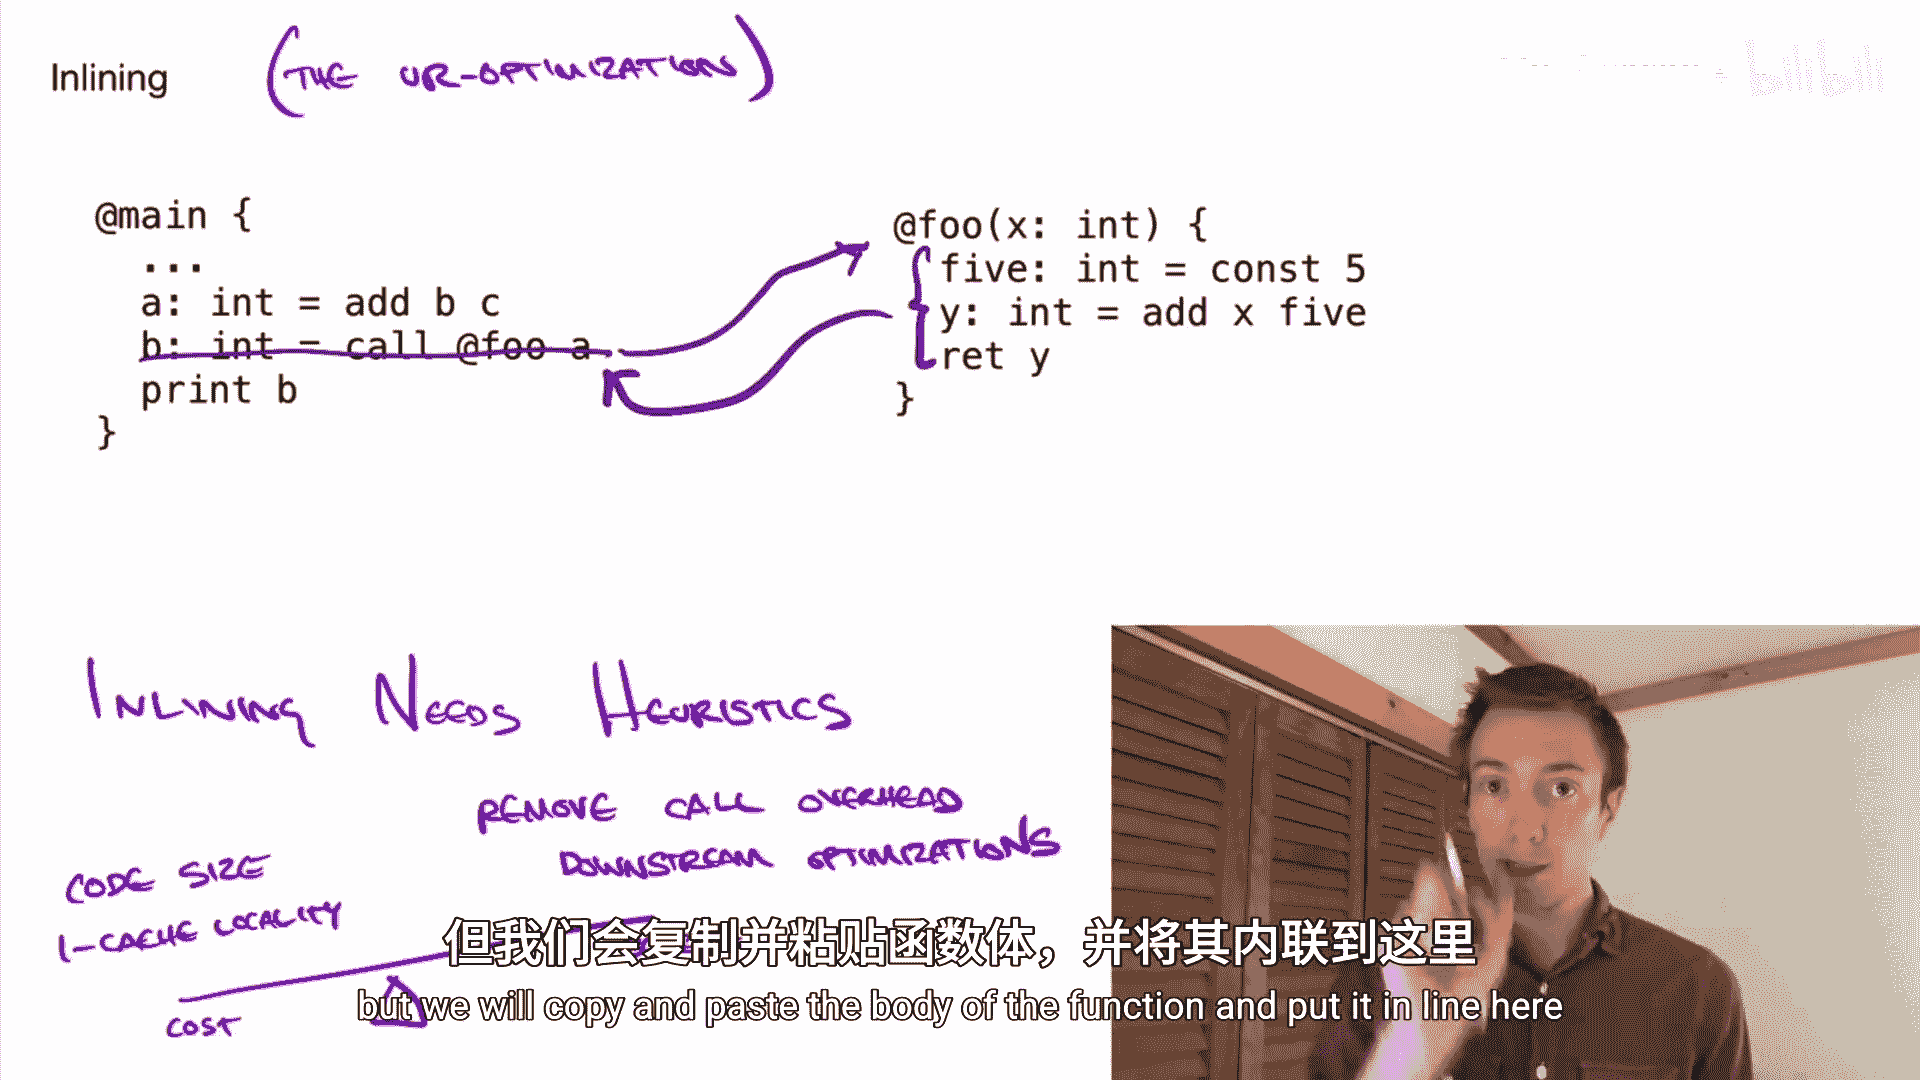 Inlining (THE UR-OPTIMIZATION)
bilibili
@main {
...
a: int = add b c
b: int = call @foo a
print b
}
@foo(x: int) {
five: int = const 5
y: int = add x five
ret y
}
INLINING NEEDS HEURISTICS
REMOVE CALL OVERHEAD
DOWNSTREAM OPTIMIZATIONS
CODE SIZE
I-CACHE LOCALITY
COST
但我们会复制并粘贴函数体，并将其内联到这里
but we will copy and paste the body of the function and put it in line here